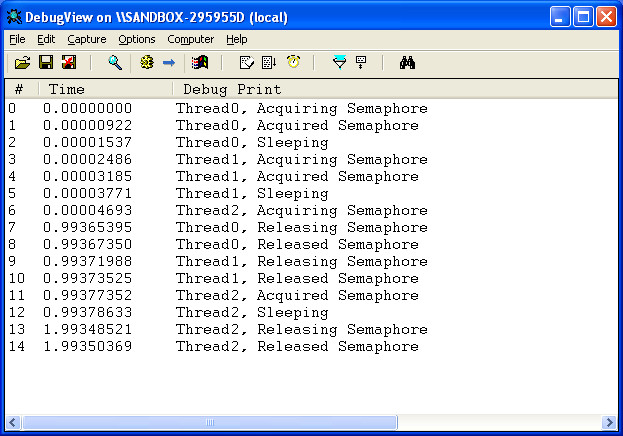 DebugView on \\SANDBOX-295955D (local)
File Edit Capture Options Computer Help
# Time Debug Print
0 0.00000000 Thread0, Acquiring Semaphore
1 0.00000922 Thread0, Acquired Semaphore
2 0.00001537 Thread0, Sleeping
3 0.00002486 Thread1, Acquiring Semaphore
4 0.00003185 Thread1, Acquired Semaphore
5 0.00003771 Thread1, Sleeping
6 0.00004693 Thread2, Acquiring Semaphore
7 0.99365395 Thread0, Releasing Semaphore
8 0.99367350 Thread0, Released Semaphore
9 0.99371988 Thread1, Releasing Semaphore
10 0.99373525 Thread1, Released Semaphore
11 0.99377352 Thread2, Acquired Semaphore
12 0.99378633 Thread2, Sleeping
13 1.99348521 Thread2, Releasing Semaphore
14 1.99350369 Thread2, Released Semaphore